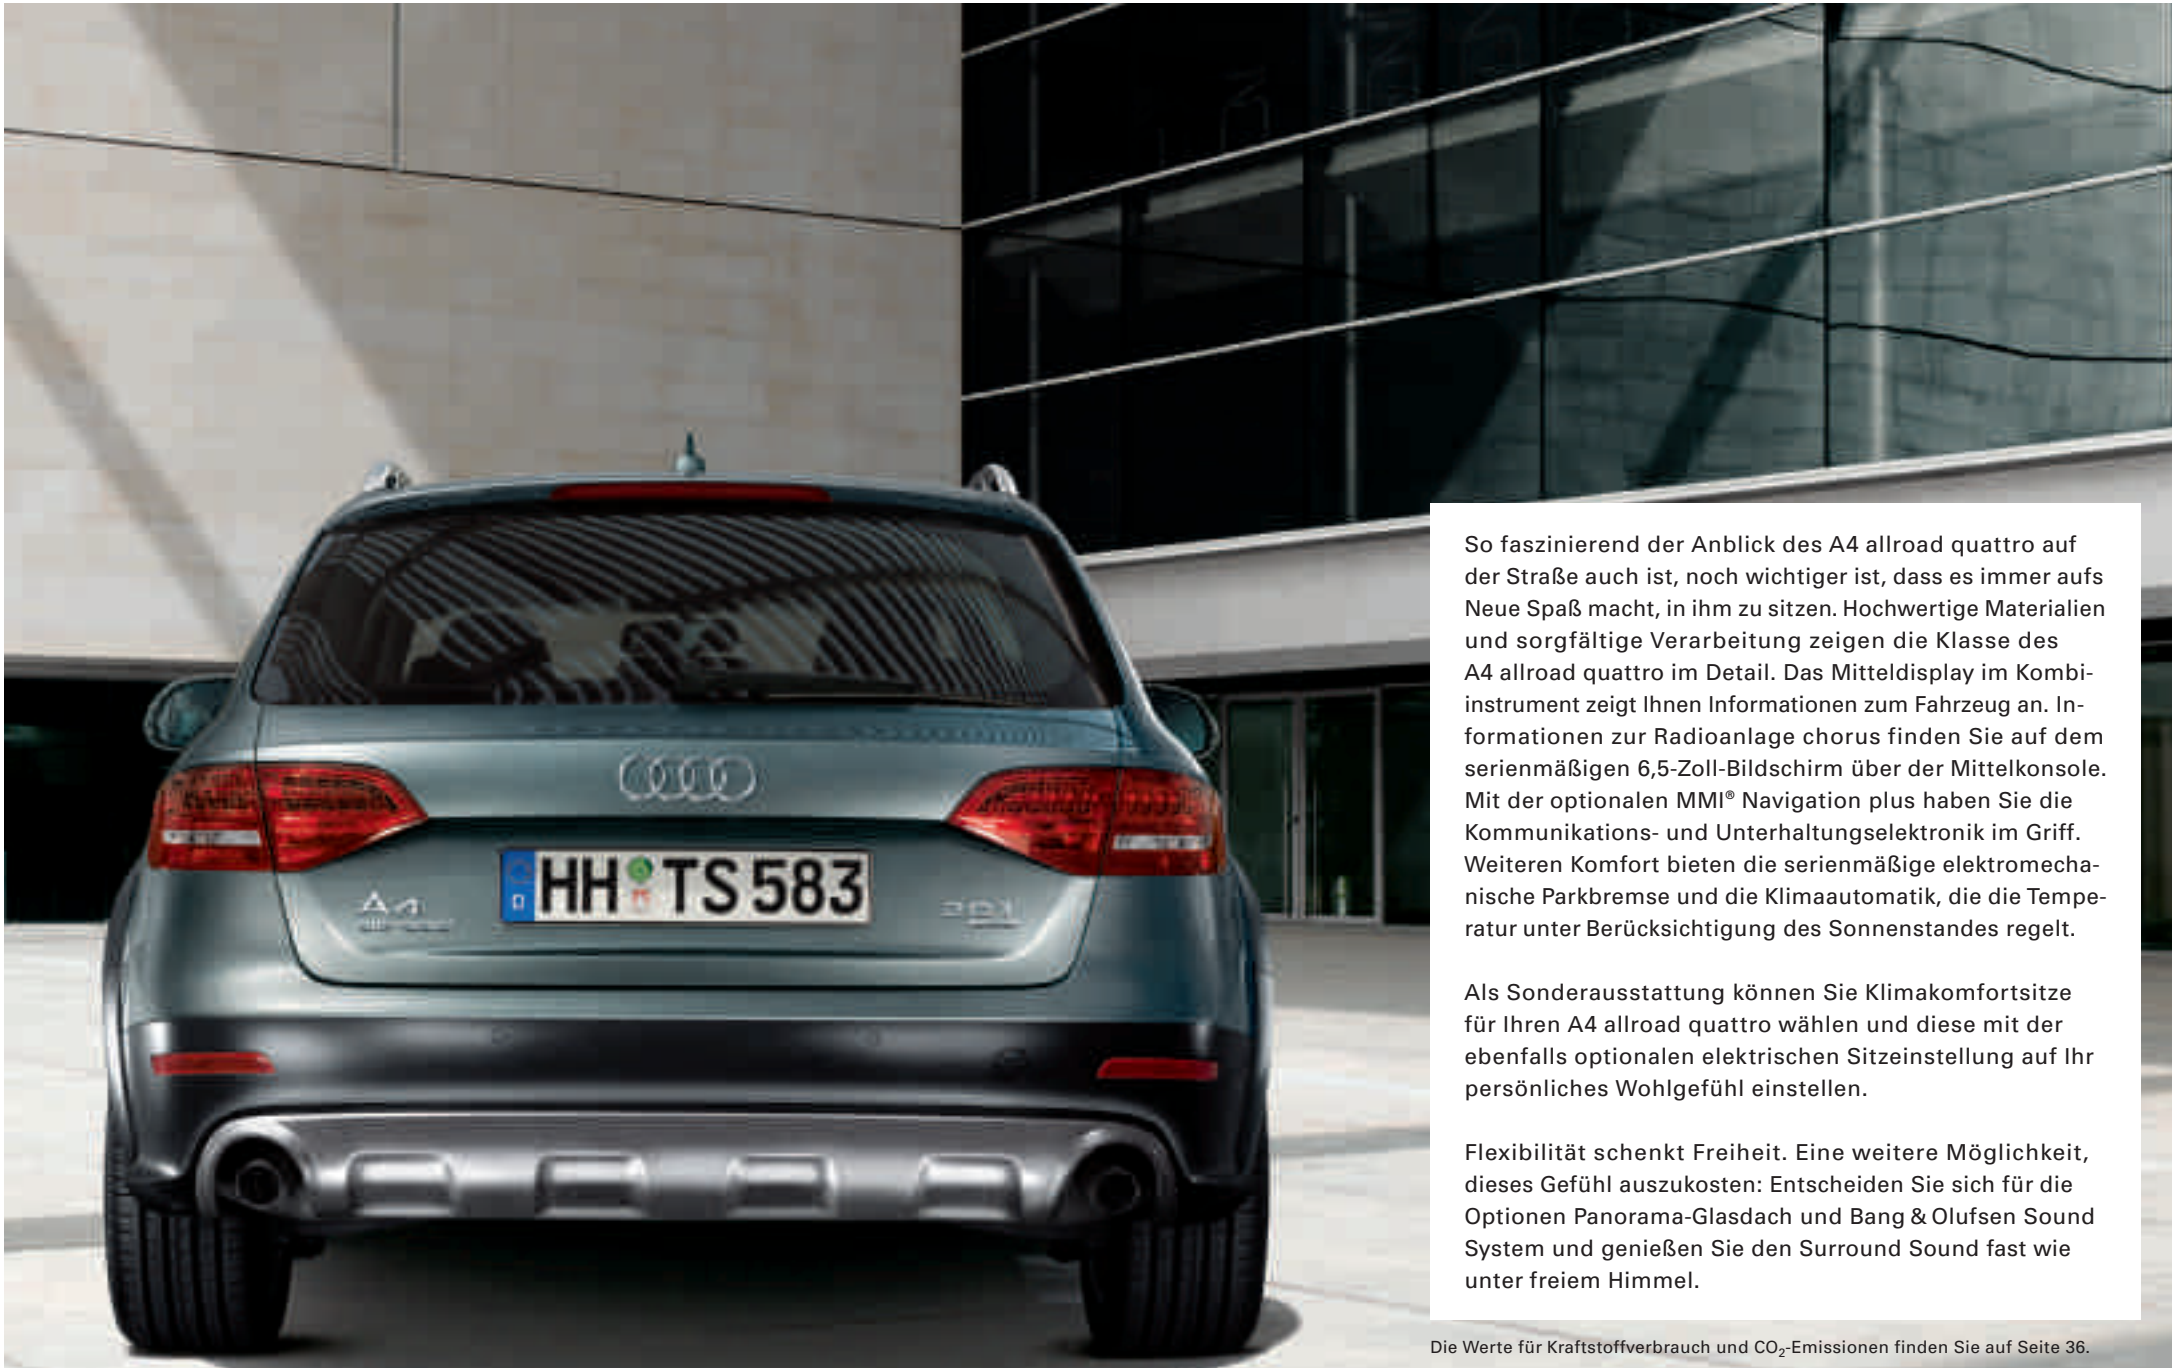 HH TS 583
A4
So faszinierend der Anblick des A4 allroad quattro auf
der Straße auch ist, noch wichtiger ist, dass es immer aufs
Neue Spaß macht, in ihm zu sitzen. Hochwertige Materialien
und sorgfältige Verarbeitung zeigen die Klasse des
A4 allroad quattro im Detail. Das Mitteldisplay im Kombi-
instrument zeigt Ihnen Informationen zum Fahrzeug an. In-
formationen zur Radioanlage chorus finden Sie auf dem
serienmäßigen 6,5-Zoll-Bildschirm über der Mittelkonsole.
Mit der optionalen MMI® Navigation plus haben Sie die
Kommunikations- und Unterhaltungselektronik im Griff.
Weiteren Komfort bieten die serienmäßige elektromecha-
nische Parkbremse und die Klimaautomatik, die die Tempe-
ratur unter Berücksichtigung des Sonnenstandes regelt.
Als Sonderausstattung können Sie Klimakomfortsitze
für Ihren A4 allroad quattro wählen und diese mit der
ebenfalls optionalen elektrischen Sitzeinstellung auf Ihr
persönliches Wohlgefühl einstellen.
Flexibilität schenkt Freiheit. Eine weitere Möglichkeit,
dieses Gefühl auszukosten: Entscheiden Sie sich für die
Optionen Panorama-Glasdach und Bang & Olufsen Sound
System und genießen Sie den Surround Sound fast wie
unter freiem Himmel.
Die Werte für Kraftstoffverbrauch und CO₂-Emissionen finden Sie auf Seite 36.